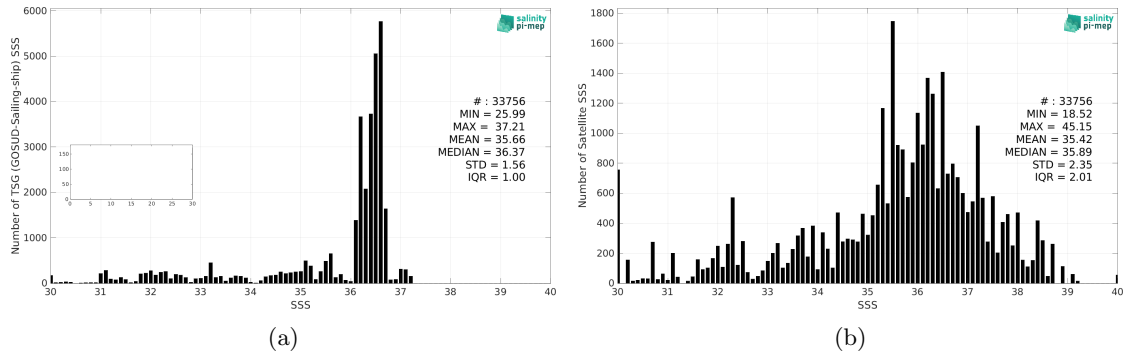 Number of TSG (GOSUD-Sailing-ship) SSS
6000
5000
4000
3000
2000
1000
0
30 31 32 33 34 35 36 37 38 39 40
SSS
salinity
pi-mep
# : 33756
MIN = 25.99
MAX = 37.21
MEAN = 35.66
MEDIAN = 36.37
STD = 1.56
IQR = 1.00
150
100
50
0
0 5 10 15 20 25 30
(a)
Number of Satellite SSS
1800
1600
1400
1200
1000
800
600
400
200
0
30 31 32 33 34 35 36 37 38 39 40
SSS
salinity
pi-mep
# : 33756
MIN = 18.52
MAX = 45.15
MEAN = 35.42
MEDIAN = 35.89
STD = 2.35
IQR = 2.01
(b)